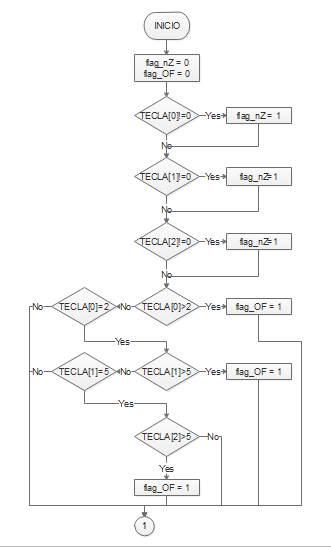 INICIO
flag_nZ = 0
flag_OF = 0
TECLA[0]!=0
Yes
flag_nZ = 1
No
TECLA[1]!=0
Yes
flag_nZ=1
No
TECLA[2]!=0
Yes
flag_nZ=1
No
No
TECLA[0]=2
No
TECLA[0]>2
Yes
flag_OF = 1
Yes
No
TECLA[1]=5
No
TECLA[1]>5
Yes
flag_OF = 1
Yes
TECLA[2]>5
No
Yes
flag_OF = 1
1